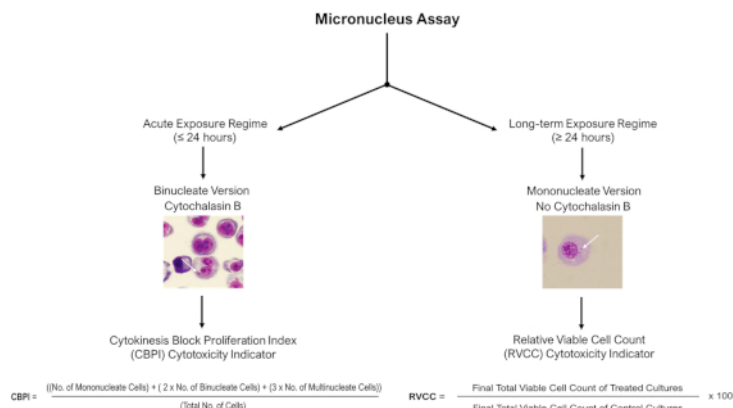 Micronucleus Assay
Acute Exposure Regime
(≤ 24 hours)
Long-term Exposure Regime
(≥ 24 hours)
Binucleate Version
Cytochalasin B
Mononucleate Version
No Cytochalasin B
Cytokinesis Block Proliferation Index
(CBPI) Cytotoxicity Indicator
Relative Viable Cell Count
(RVCC) Cytotoxicity Indicator
CBPI = ((No. of Mononucleate Cells) + ( 2 x No. of Binucleate Cells) + (3 x No. of Multinucleate Cells))
(Total No. of Cells)
RVCC = Final Total Viable Cell Count of Treated Cultures x 100
Final Total Viable Cell Count of Control Cultures